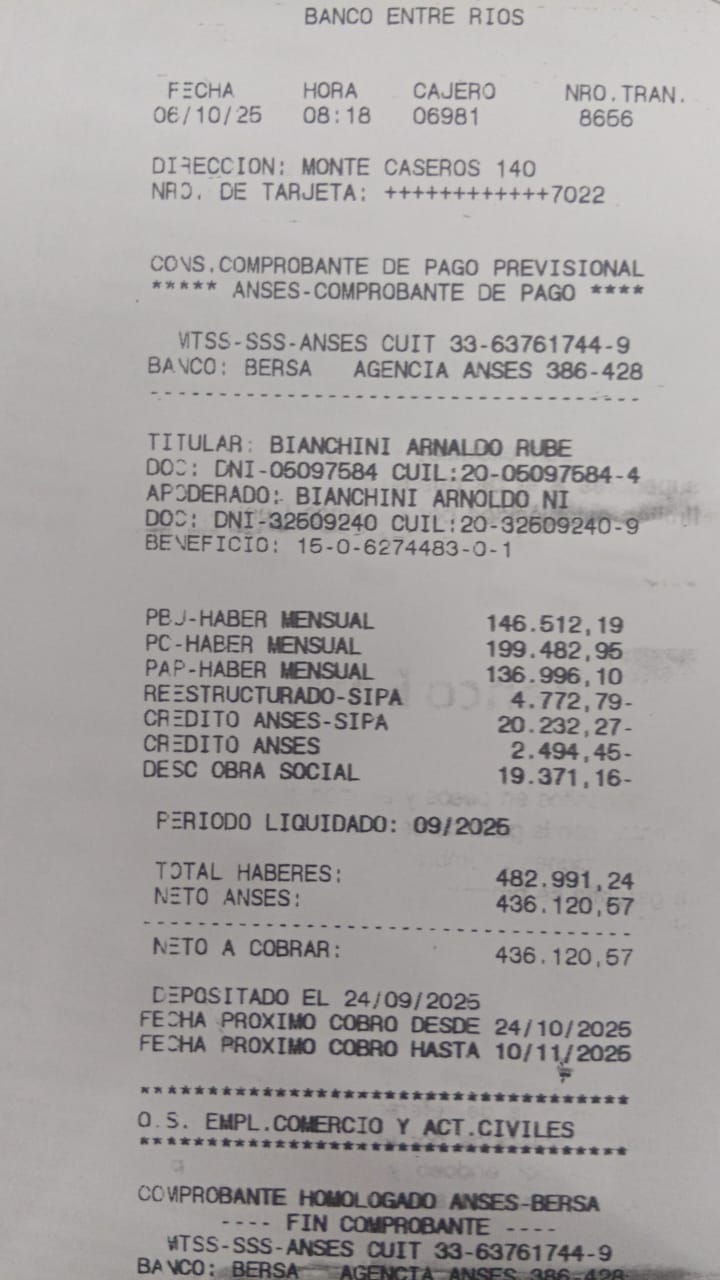 BANCO ENTRE RIOS
FECHA HORA CAJERO NRO.TRAN.
06/10/25 08:18 06981 8656
DIRECCION: MONTE CASEROS 140
NRO. DE TARJETA: ++++++++++++7022
CONS.COMPROBANTE DE PAGO PREVISIONAL
***** ANSES-COMPROBANTE DE PAGO ****
MTSS-SSS-ANSES CUIT 33-63761744-9
BANCO: BERSA AGENCIA ANSES 386-428
------------------------------------
TITULAR: BIANCHINI ARNALDO RUBE
DOC: DNI-05097584 CUIL:20-05097584-4
APODERADO: BIANCHINI ARNOLDO NI
DOC: DNI-32509240 CUIL:20-32509240-9
BENEFICIO: 15-0-6274483-0-1
PBU-HABER MENSUAL 146.512,19
PC-HABER MENSUAL 199.482,95
PAP-HABER MENSUAL 136.996,10
REESTRUCTURADO-SIPA 4.772,79-
CREDITO ANSES-SIPA 20.232,27-
CREDITO ANSES 2.494,45-
DESC OBRA SOCIAL 19.371,16-
PERIODO LIQUIDADO: 09/2025
TOTAL HABERES: 482.991,24
NETO ANSES: 436.120,57
------------------------------------
NETO A COBRAR: 436.120,57
DEPOSITADO EL 24/09/2025
FECHA PROXIMO COBRO DESDE 24/10/2025
FECHA PROXIMO COBRO HASTA 10/11/2025
************************************
O.S. EMPL.COMERCIO Y ACT.CIVILES
************************************
COMPROBANTE HOMOLOGADO ANSES-BERSA
---- FIN COMPROBANTE ----
MTSS-SSS-ANSES CUIT 33-63761744-9
BANCO: BERSA AGENCIA ANSES 386-428